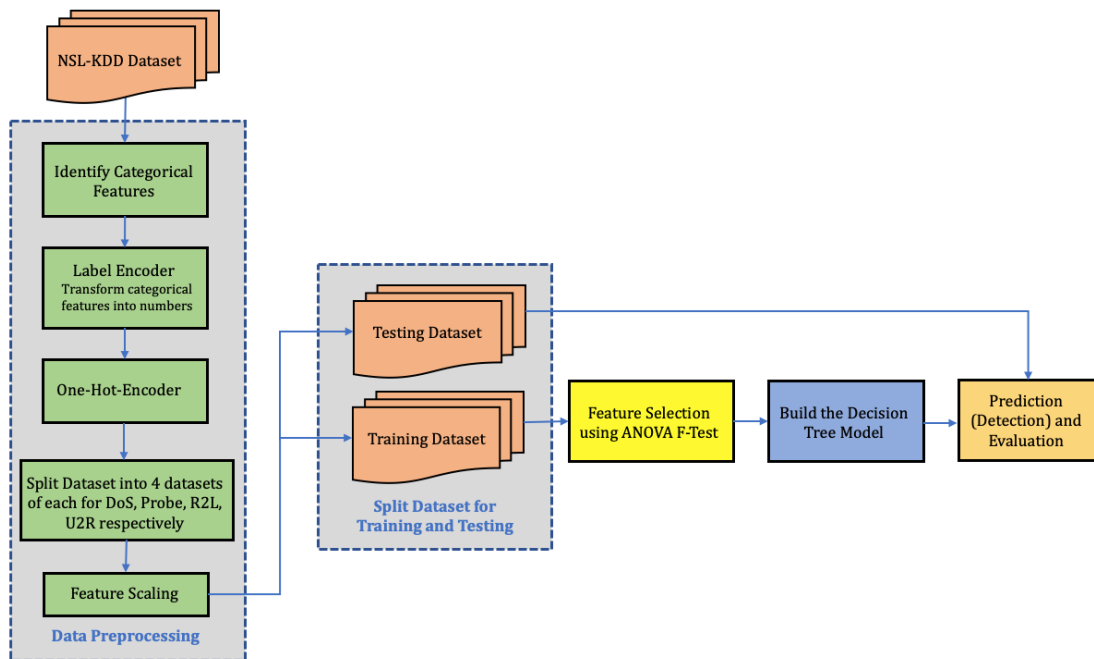 NSL-KDD Dataset
Identify Categorical
Features
Label Encoder
Transform categorical
features into numbers
One-Hot-Encoder
Split Dataset into 4 datasets
of each for DoS, Probe, R2L,
U2R respectively
Feature Scaling
Data Preprocessing
Testing Dataset
Training Dataset
Split Dataset for
Training and Testing
Feature Selection
using ANOVA F-Test
Build the Decision
Tree Model
Prediction
(Detection) and
Evaluation